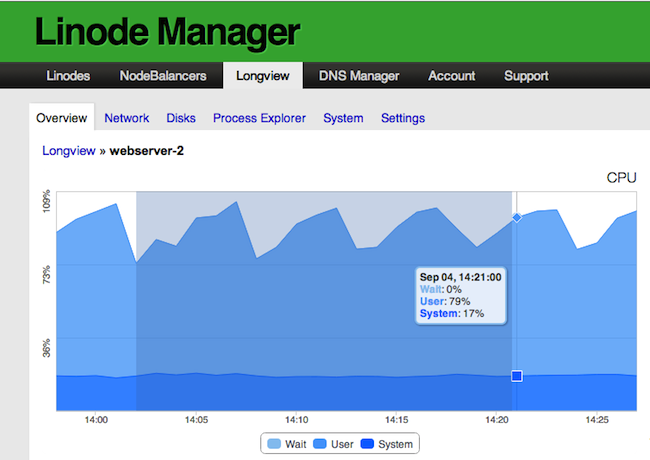 Linode Manager
Linodes NodeBalancers Longview DNS Manager Account Support
Overview Network Disks Process Explorer System Settings
Longview » webserver-2
CPU
109%
73%
36%
Sep 04, 14:21:00
Wait: 0%
User: 79%
System: 17%
14:00 14:05 14:10 14:15 14:20 14:25
Wait User System